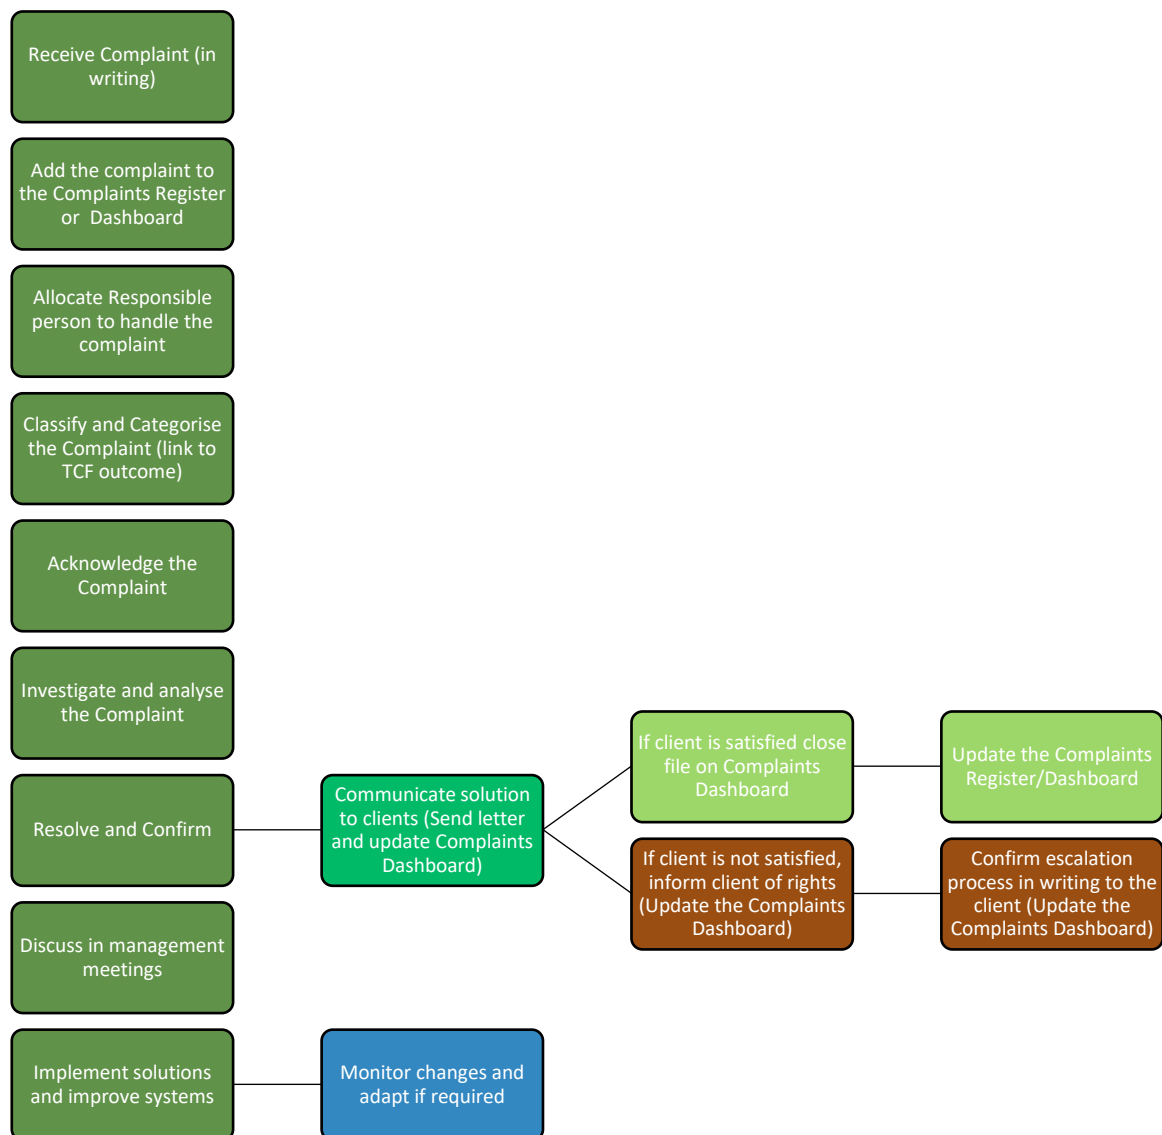 Receive Complaint (in
writing)
Add the complaint to
the Complaints Register
or  Dashboard
Allocate Responsible
person to handle the
complaint
Classify and Categorise
the Complaint (link to
TCF outcome)
Acknowledge the
Complaint
Investigate and analyse
the Complaint
Resolve and Confirm
Communicate solution
to clients (Send letter
and update Complaints
Dashboard)
If client is satisfied close
file on Complaints
Dashboard
Update the Complaints
Register/Dashboard
If client is not satisfied,
inform client of rights
(Update the Complaints
Dashboard)
Confirm escalation
process in writing to the
client (Update the
Complaints Dashboard)
Discuss in management
meetings
Implement solutions
and improve systems
Monitor changes and
adapt if required